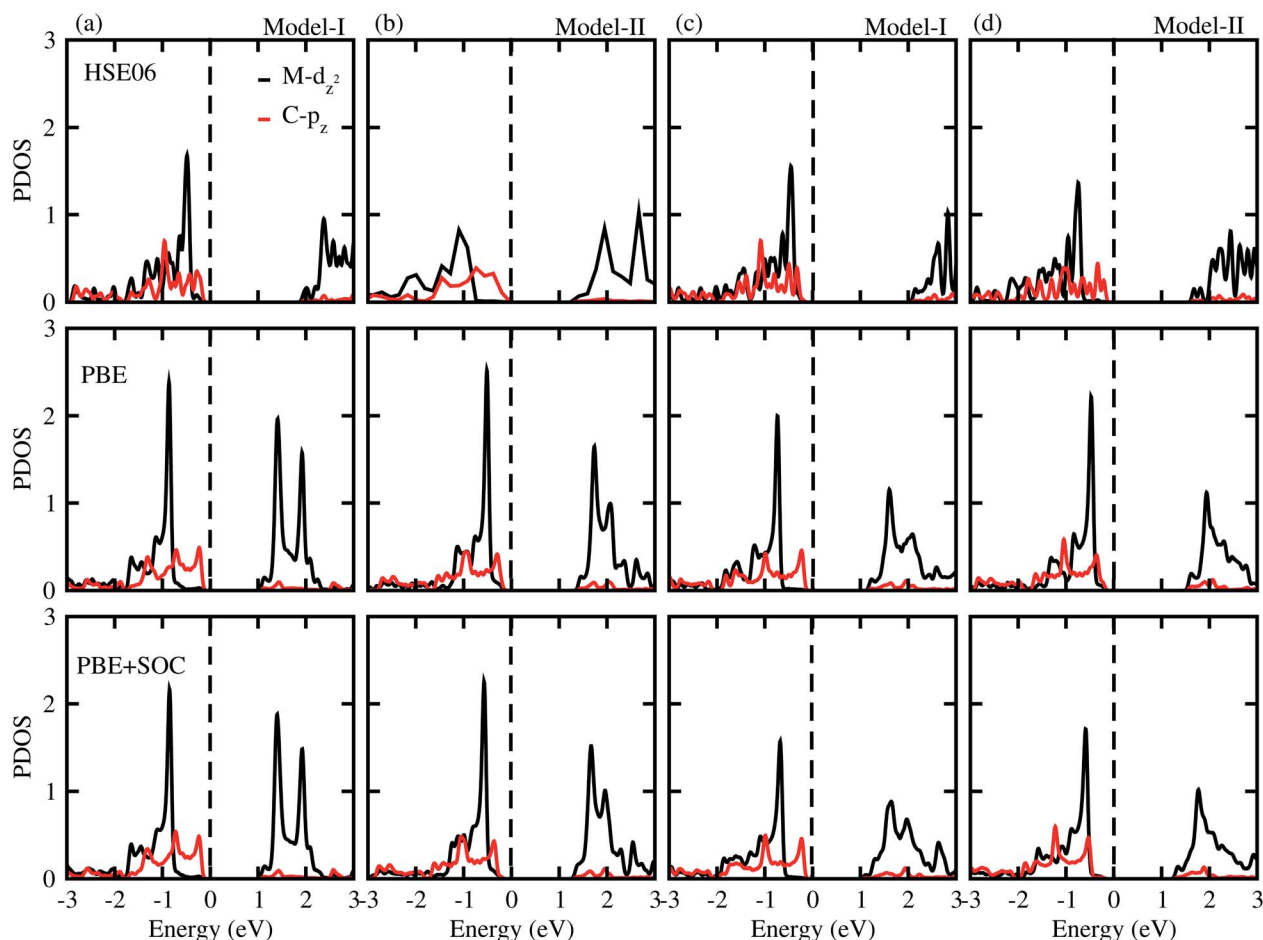 (a) Model-I (b) Model-II (c) Model-I (d) Model-II
3
HSE06
M-d_z²
C-p_z
2
PDOS
1
0
3
PBE
2
PDOS
1
0
3
PBE+SOC
2
PDOS
1
0
-3 -2 -1 0 1 2 3-3 -2 -1 0 1 2 3-3 -2 -1 0 1 2 3-3 -2 -1 0 1 2 3
Energy (eV) Energy (eV) Energy (eV) Energy (eV)